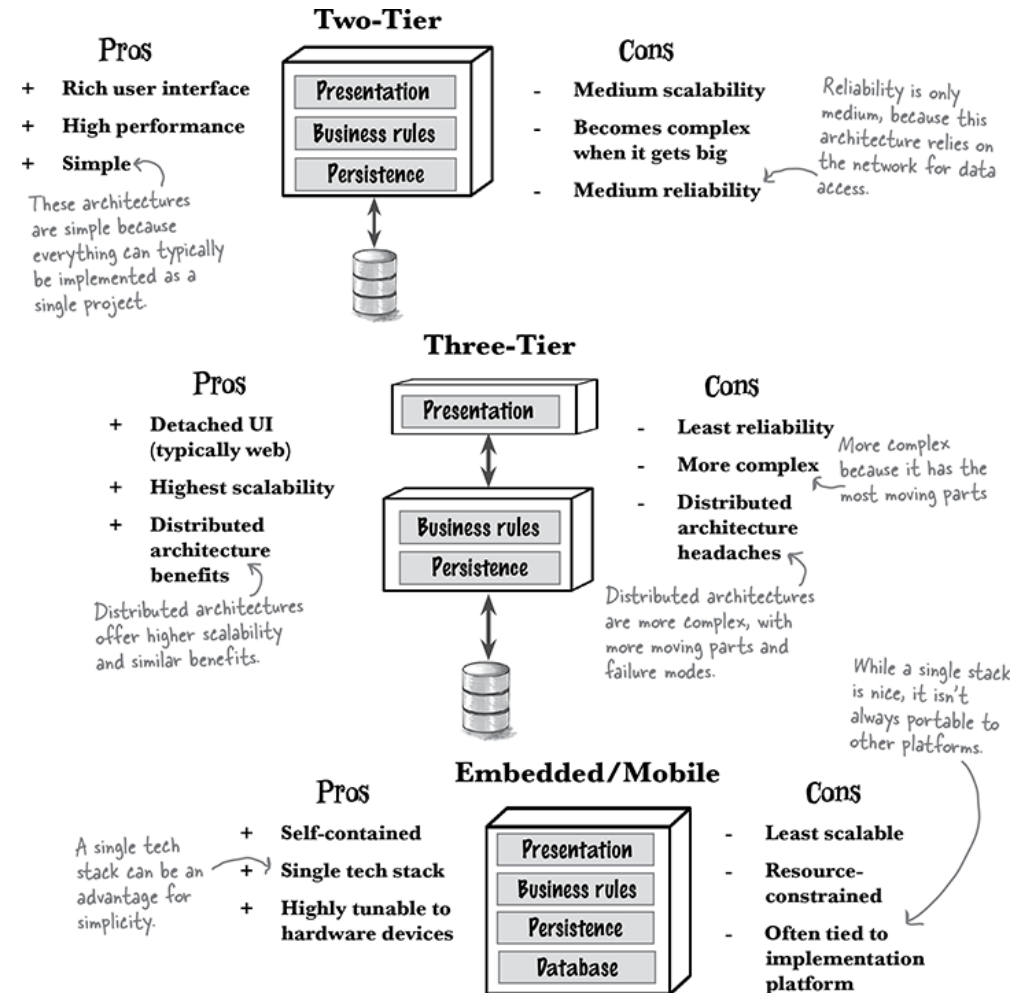 Two-Tier
Pros
+ Rich user interface
+ High performance
+ Simple
These architectures
are simple because
everything can typically
be implemented as a
single project.
Presentation
Business rules
Persistence
Cons
- Medium scalability
- Becomes complex
when it gets big
- Medium reliability
Reliability is only
medium, because this
architecture relies on
the network for data
access.
Three-Tier
Pros
+ Detached UI
(typically web)
+ Highest scalability
+ Distributed
architecture
benefits
Distributed architectures
offer higher scalability
and similar benefits.
Presentation
Business rules
Persistence
Cons
- Least reliability
- More complex
- Distributed
architecture
headaches
More complex
because it has the
most moving parts
Distributed architectures
are more complex, with
more moving parts and
failure modes.
Embedded/Mobile
Pros
+ Self-contained
+ Single tech stack
+ Highly tunable to
hardware devices
A single tech
stack can be an
advantage for
simplicity.
Presentation
Business rules
Persistence
Database
Cons
- Least scalable
- Resource-
constrained
- Often tied to
implementation
platform
While a single stack
is nice, it isn't
always portable to
other platforms.